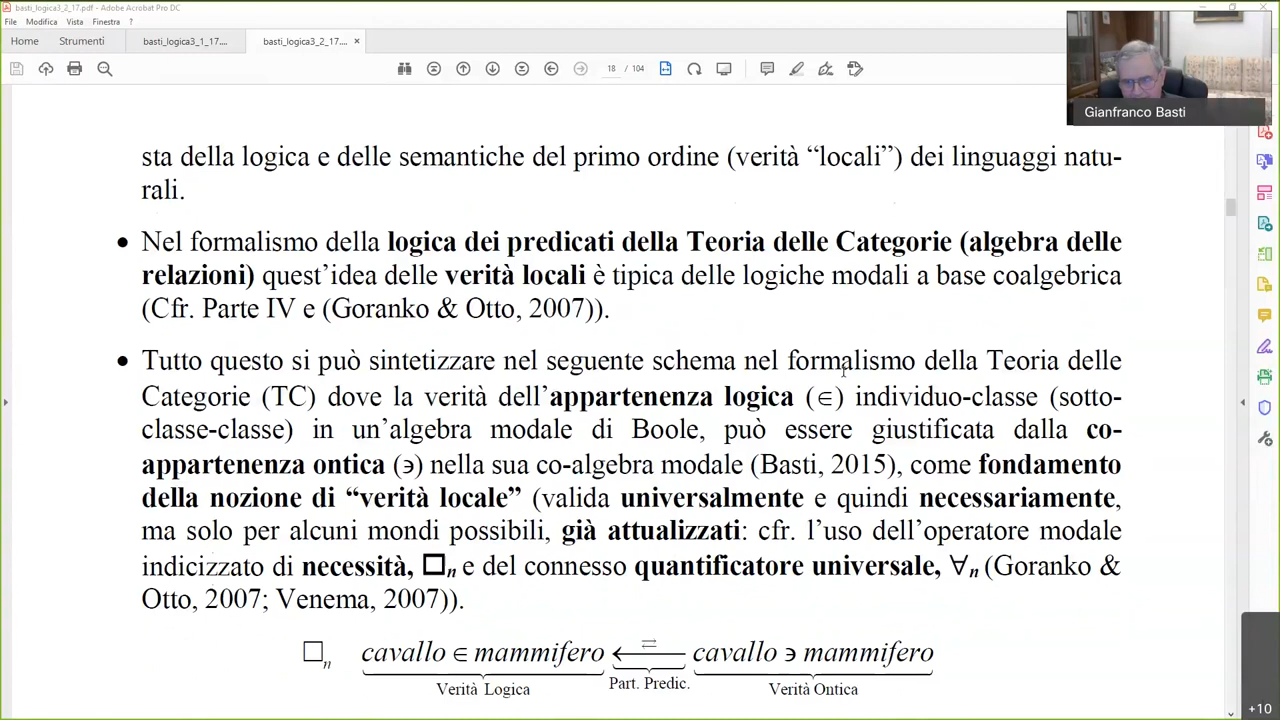 basti_logica3_2_17.pdf - Adobe Acrobat Pro DC
File Modifica Vista Finestra ?
Home Strumenti basti_logica3_1_17.... basti_logica3_2_17.... ×
18 / 104
Gianfranco Basti
sta della logica e delle semantiche del primo ordine (verità “locali”) dei linguaggi natu-
rali.
• Nel formalismo della logica dei predicati della Teoria delle Categorie (algebra delle
relazioni) quest’idea delle verità locali è tipica delle logiche modali a base coalgebrica
(Cfr. Parte IV e (Goranko & Otto, 2007)).
• Tutto questo si può sintetizzare nel seguente schema nel formalismo della Teoria delle
Categorie (TC) dove la verità dell’appartenenza logica (∈) individuo-classe (sotto-
classe-classe) in un’algebra modale di Boole, può essere giustificata dalla co-
appartenenza ontica (∋) nella sua co-algebra modale (Basti, 2015), come fondamento
della nozione di “verità locale” (valida universalmente e quindi necessariamente,
ma solo per alcuni mondi possibili, già attualizzati: cfr. l’uso dell’operatore modale
indicizzato di necessità, □n e del connesso quantificatore universale, ∀n (Goranko &
Otto, 2007; Venema, 2007)).
□n cavallo ∈ mammifero ⇄ ← cavallo ∋ mammifero
Verità Logica Part. Predic. Verità Ontica
+10